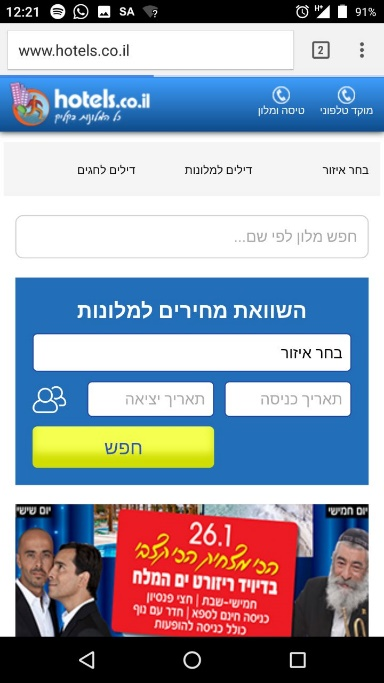 12:21 SA H+ 91%
www.hotels.co.il 2
hotels.co.il
כל המלונות בקליק
מוקד טלפוני
טיסה ומלון
בחר איזור
דילים למלונות
דילים לחגים
חפש מלון לפי שם...
השוואת מחירים למלונות
בחר איזור
תאריך כניסה
תאריך יציאה
חפש
יום חמישי
יום שישי
26.1
הכי מצחיק הכי תצבי
בדיויד ריזורט ים המלח
חמישי-שבת | חצי פנסיון
כניסה חינם לספא | חדר עם נוף
כולל כניסה להופעות